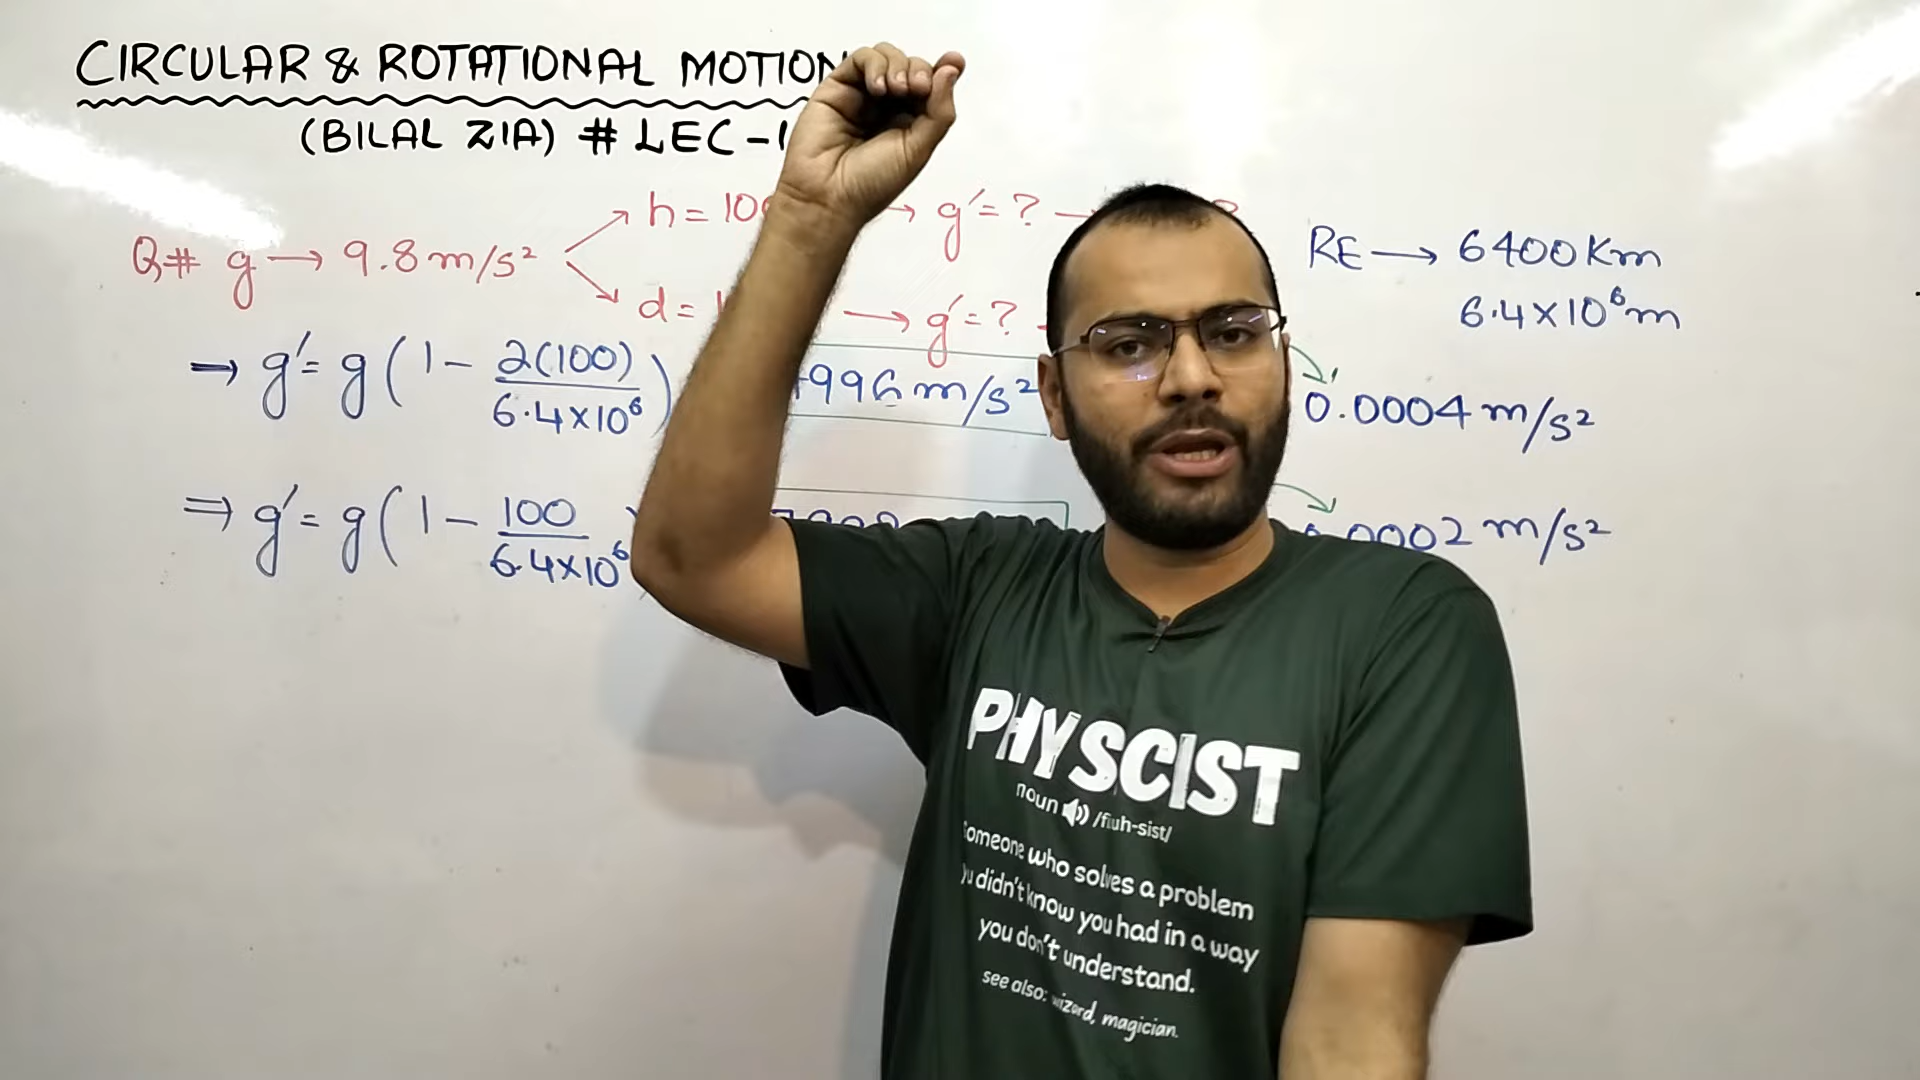 CIRCULAR & ROTATIONAL MOTION
(BILAL ZIA) # LEC-1
Q# g → 9.8 m/s²
h = 10 → g' = ? →
d = → g' = ?
RE → 6400 Km
6.4×10⁶ m
⇒ g' = g (1 - 2(100)/6.4×10⁶)
996 m/s²
0.0004 m/s²
⇒ g' = g (1 - 100/6.4×10⁶
0002 m/s²
PHYSCIST
noun /fiuh-sist/
omeone who solves a problem
u didn't know you had in a way
you don't understand.
see also: wizard, magician.